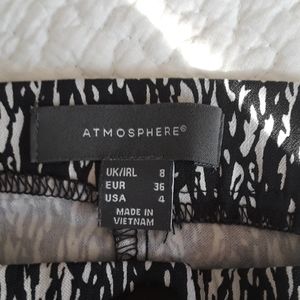 ATMOSPHERE®
UK/IRL 8
EUR 36
USA 4
MADE IN
VIETNAM